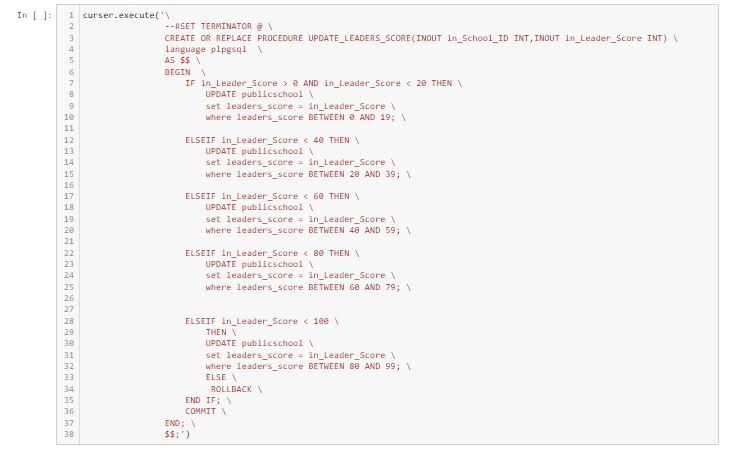 In [ ]:
1 curser.execute('\
2 --#SET TERMINATOR @ \
3 CREATE OR REPLACE PROCEDURE UPDATE_LEADERS_SCORE(INOUT in_School_ID INT,INOUT in_Leader_Score INT) \
4 language plpgsql \
5 AS $$ \
6 BEGIN \
7 IF in_Leader_Score > 0 AND in_Leader_Score < 20 THEN \
8 UPDATE publicschool \
9 set leaders_score = in_Leader_Score \
10 where leaders_score BETWEEN 0 AND 19; \
11
12 ELSEIF in_Leader_Score < 40 THEN \
13 UPDATE publicschool \
14 set leaders_score = in_Leader_Score \
15 where leaders_score BETWEEN 20 AND 39; \
16
17 ELSEIF in_Leader_Score < 60 THEN \
18 UPDATE publicschool \
19 set leaders_score = in_Leader_Score \
20 where leaders_score BETWEEN 40 AND 59; \
21
22 ELSEIF in_Leader_Score < 80 THEN \
23 UPDATE publicschool \
24 set leaders_score = in_Leader_Score \
25 where leaders_score BETWEEN 60 AND 79; \
26
27
28 ELSEIF in_Leader_Score < 100 \
29 THEN \
30 UPDATE publicschool \
31 set leaders_score = in_Leader_Score \
32 where leaders_score BETWEEN 80 AND 99; \
33 ELSE \
34 ROLLBACK \
35 END IF; \
36 COMMIT \
37 END; \
38 $$;')